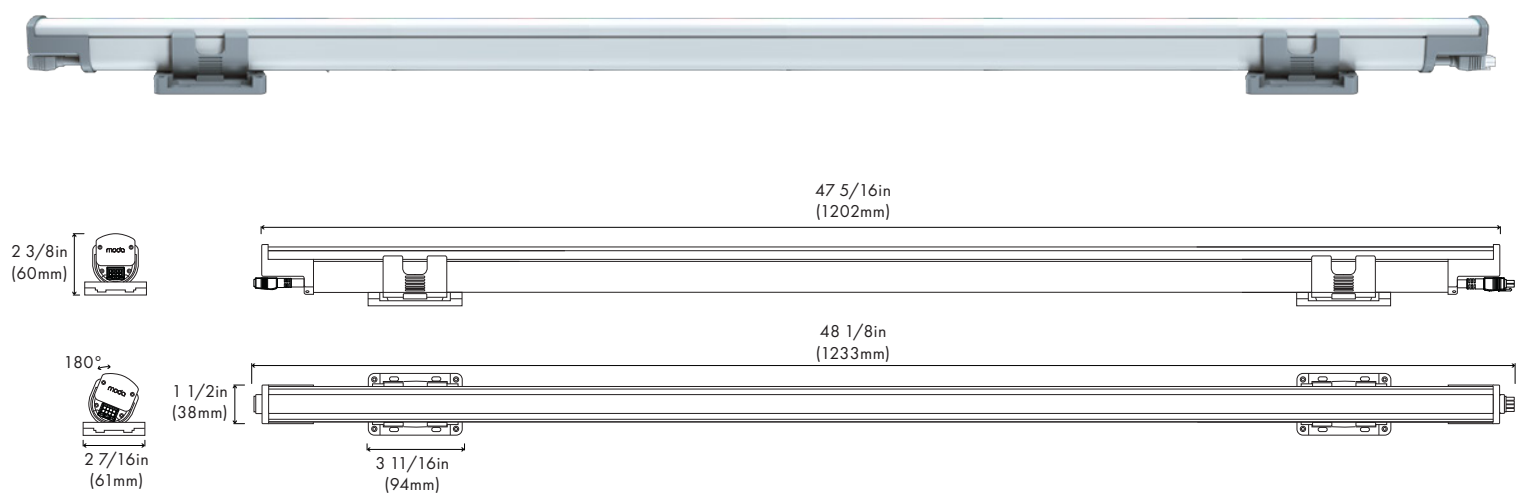 47 5/16in
(1202mm)
2 3/8in
(60mm)
moda
48 1/8in
(1233mm)
180°
moda
1 1/2in
(38mm)
2 7/16in
(61mm)
3 11/16in
(94mm)